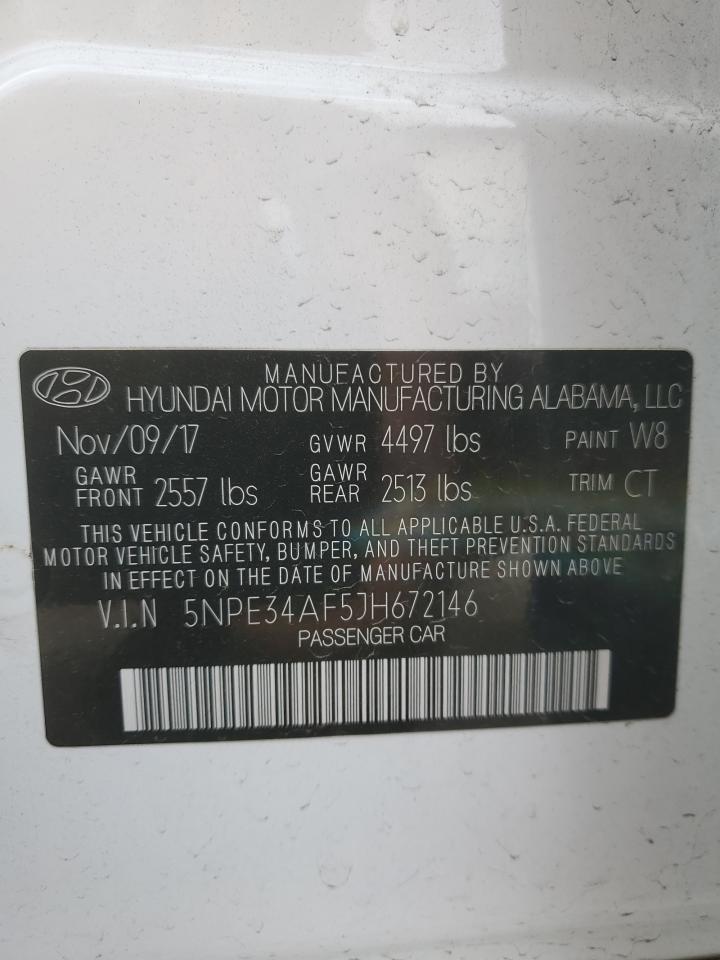 MANUFACTURED BY
HYUNDAI MOTOR MANUFACTURING ALABAMA, LLC
Nov/09/17 GVWR 4497 lbs PAINT W8
GAWR FRONT 2557 lbs GAWR REAR 2513 lbs TRIM CT
THIS VEHICLE CONFORMS TO ALL APPLICABLE U.S.A. FEDERAL
MOTOR VEHICLE SAFETY, BUMPER, AND THEFT PREVENTION STANDARDS
IN EFFECT ON THE DATE OF MANUFACTURE SHOWN ABOVE
V.I.N 5NPE34AF5JH672146
PASSENGER CAR